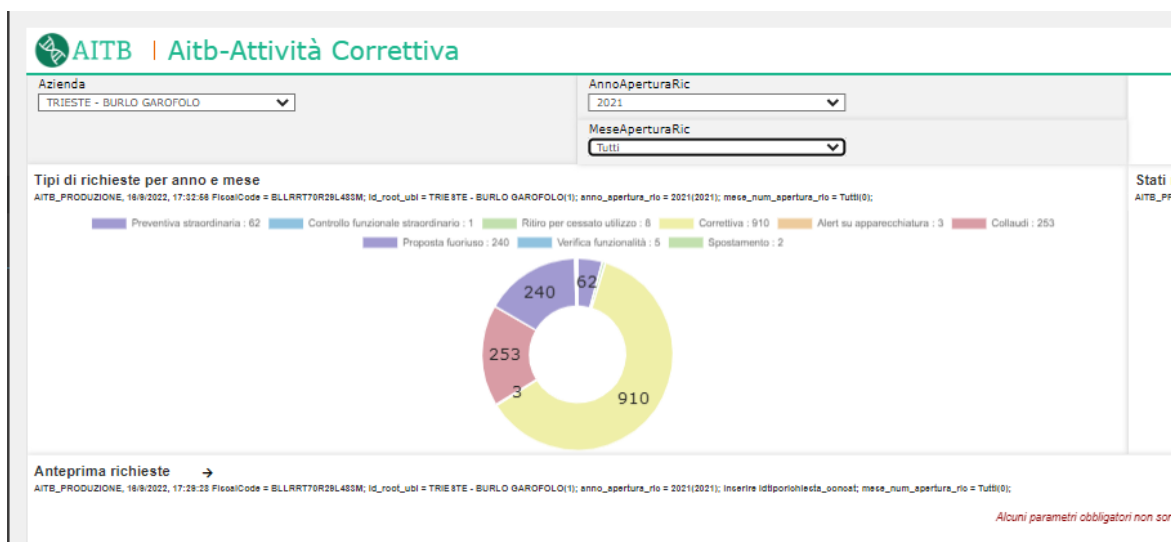 AITB | Aitb-Attività Correttiva
Azienda
TRIESTE - BURLO GAROFOLO
AnnoAperturaRic
2021
MeseAperturaRic
Tutti
Tipi di richieste per anno e mese
AITB_PRODUZIONE, 16/9/2022, 17:32:56 FiscalCode = BLLRRT70R29L483M; id_root_ubi = TRIESTE - BURLO GAROFOLO(1); anno_apertura_ric = 2021(2021); mese_num_apertura_ric = Tutti(0);
Stati
AITB_PR
Preventiva straordinaria : 62 Controllo funzionale straordinario : 1 Ritiro per cessato utilizzo : 8 Correttiva : 910 Alert su apparecchiatura : 3 Collaudi : 253
Proposta fuoriuso : 240 Verifica funzionalità : 5 Spostamento : 2
62
240
253
3
910
Anteprima richieste →
AITB_PRODUZIONE, 16/9/2022, 17:29:28 FiscalCode = BLLRRT70R29L483M; id_root_ubi = TRIESTE - BURLO GAROFOLO(1); anno_apertura_ric = 2021(2021); Inserire idtiporichiesta_concat; mese_num_apertura_ric = Tutti(0);
Alcuni parametri obbligatori non son